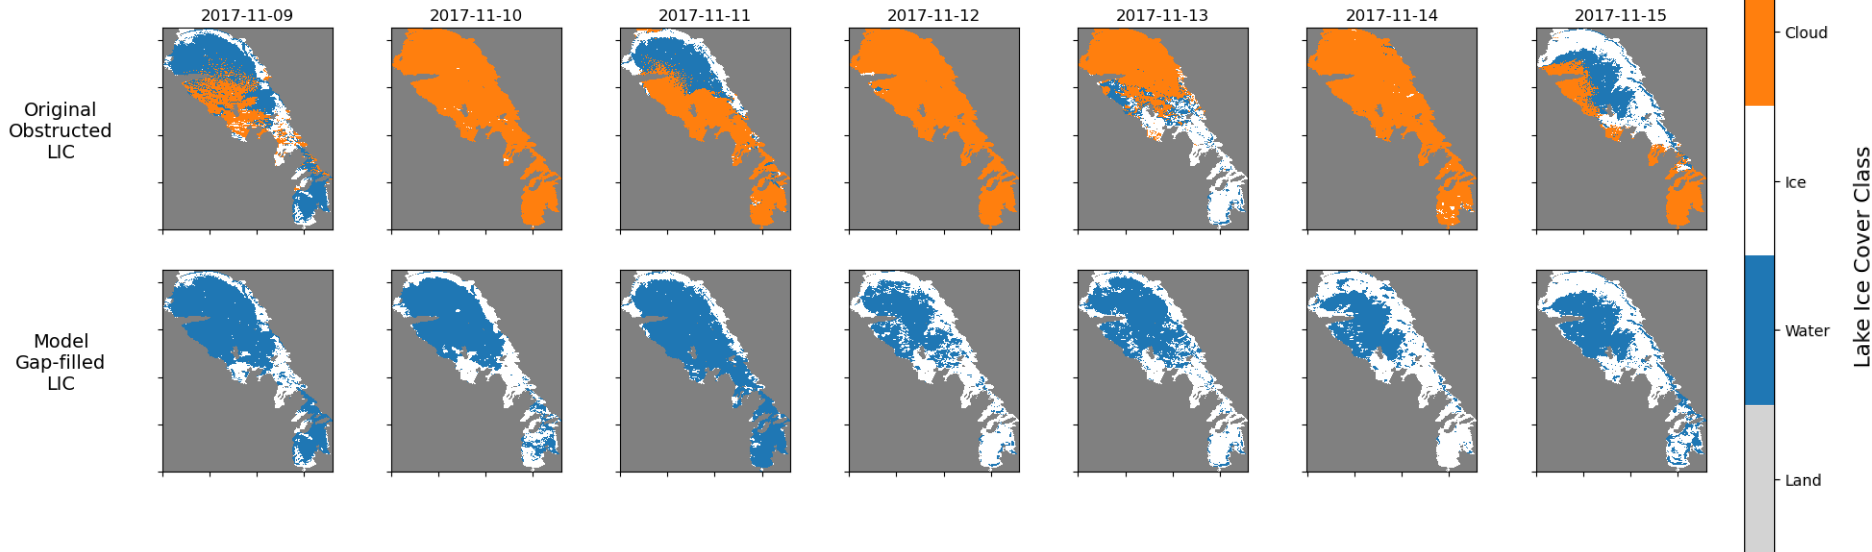 2017-11-09
2017-11-10
2017-11-11
2017-11-12
2017-11-13
2017-11-14
2017-11-15
Original
Obstructed
LIC
Model
Gap-filled
LIC
Cloud
Ice
Water
Land
Lake Ice Cover Class